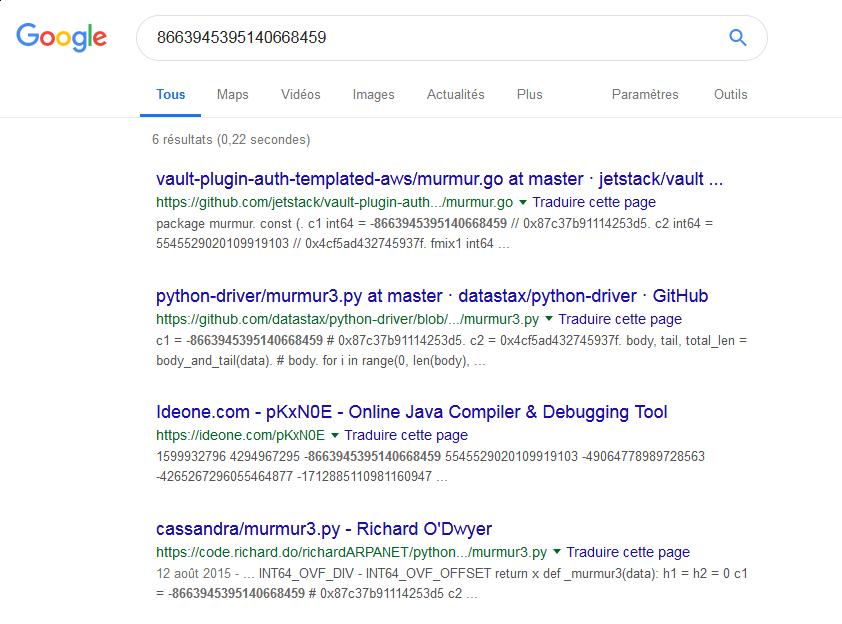 Google
8663945395140668459
Tous Maps Vidéos Images Actualités Plus Paramètres Outils
6 résultats (0,22 secondes)
vault-plugin-auth-templated-aws/murmur.go at master · jetstack/vault ...
https://github.com/jetstack/vault-plugin-auth.../murmur.go ▼ Traduire cette page
package murmur. const (. c1 int64 = -8663945395140668459 // 0x87c37b91114253d5. c2 int64 =
5545529020109919103 // 0x4cf5ad432745937f. fmix1 int64 ...
python-driver/murmur3.py at master · datastax/python-driver · GitHub
https://github.com/datastax/python-driver/blob/.../murmur3.py ▼ Traduire cette page
c1 = -8663945395140668459 # 0x87c37b91114253d5. c2 = 0x4cf5ad432745937f. body, tail, total_len =
body_and_tail(data). # body. for i in range(0, len(body), ...
Ideone.com - pKxN0E - Online Java Compiler & Debugging Tool
https://ideone.com/pKxN0E ▼ Traduire cette page
1599932796 4294967295 -8663945395140668459 5545529020109919103 -49064778989728563
-4265267296055464877 -1712885110981160947 ...
cassandra/murmur3.py - Richard O'Dwyer
https://code.richard.do/richardARPANET/python.../murmur3.py ▼ Traduire cette page
12 août 2015 - ... INT64_OVF_DIV - INT64_OVF_OFFSET return x def _murmur3(data): h1 = h2 = 0 c1
= -8663945395140668459 # 0x87c37b91114253d5 c2 ...